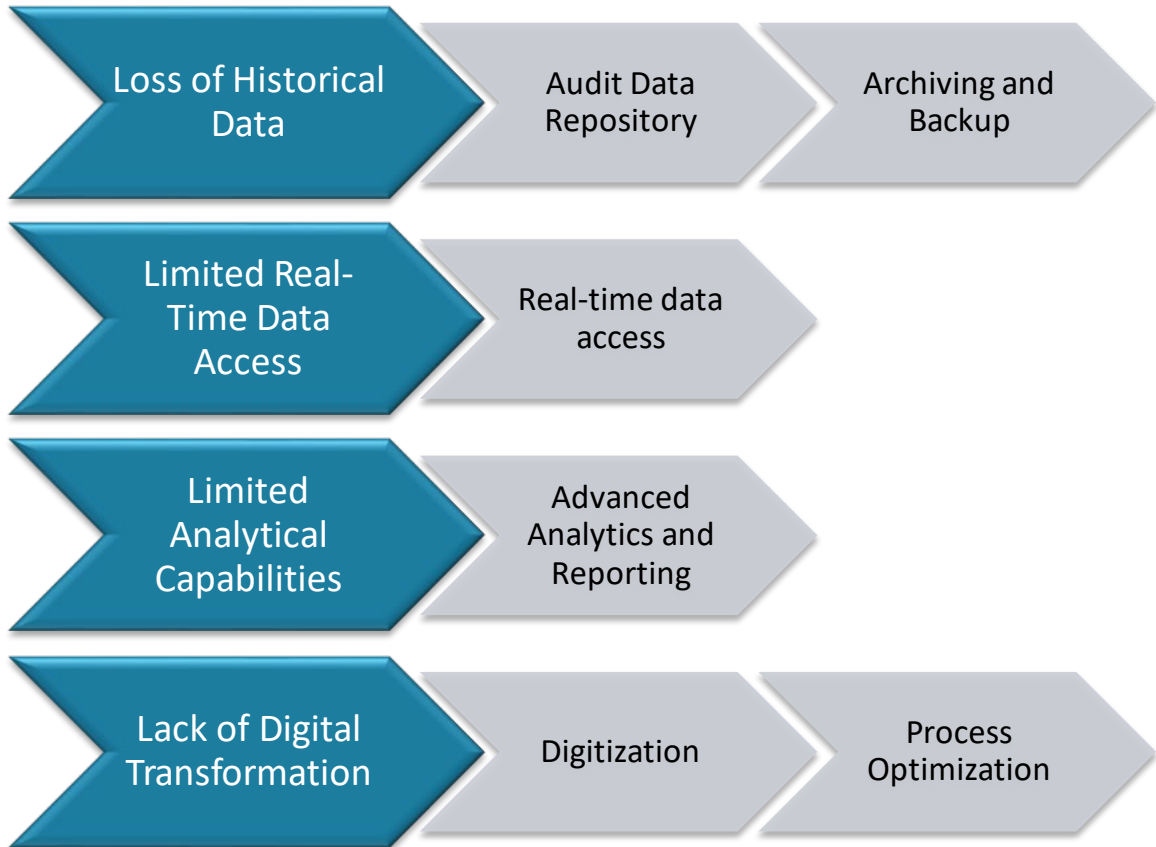 Loss of Historical
Data
Audit Data
Repository
Archiving and
Backup
Limited Real-
Time Data
Access
Real-time data
access
Limited
Analytical
Capabilities
Advanced
Analytics and
Reporting
Lack of Digital
Transformation
Digitization
Process
Optimization